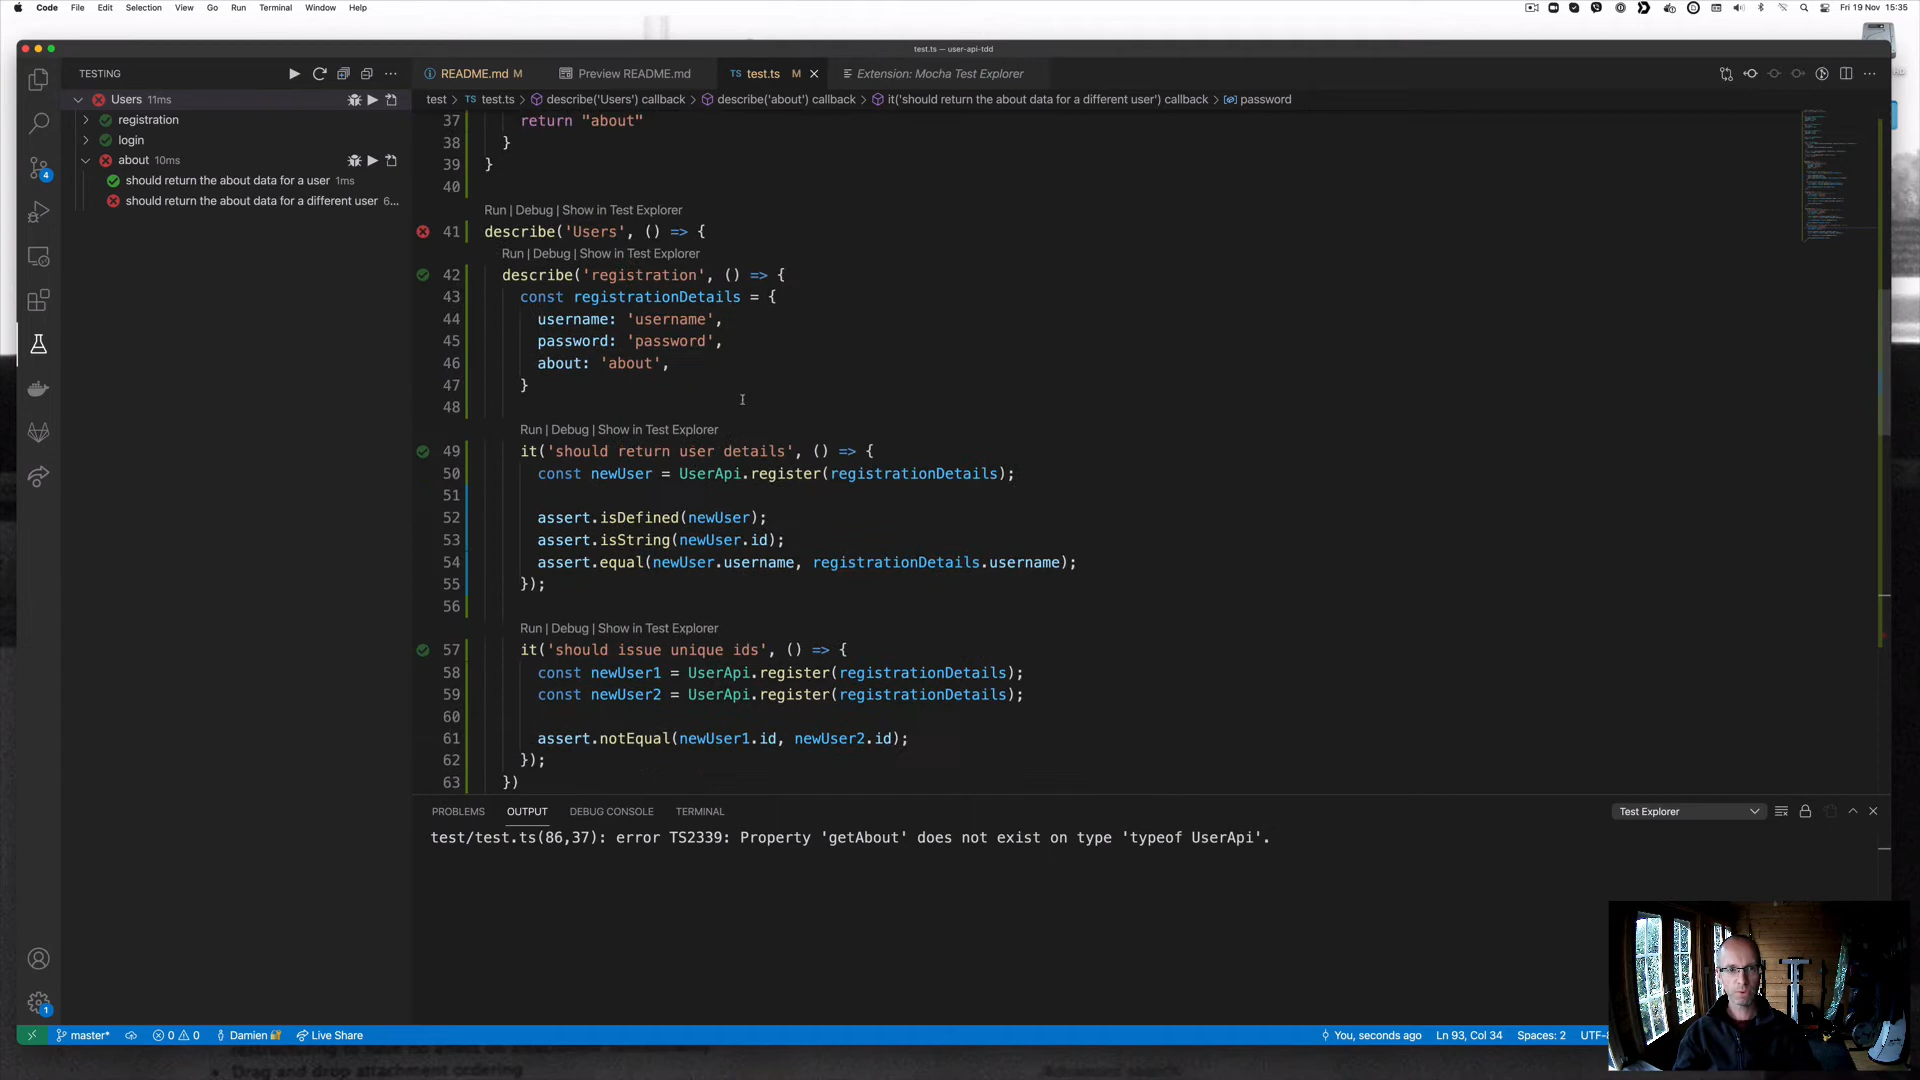 Code File Edit Selection View Go Run Terminal Window Help
Fri 19 Nov 15:35
test.ts — user-api-tdd
TESTING
README.md M
Preview README.md
TS test.ts M
Extension: Mocha Test Explorer
test > TS test.ts > describe('Users') callback > describe('about') callback > it('should return the about data for a different user') callback > password
Users 11ms
registration
login
about 10ms
should return the about data for a user 1ms
should return the about data for a different user 6...
4
1
37 return "about"
38 }
39 }
40
Run | Debug | Show in Test Explorer
41 describe('Users', () => {
Run | Debug | Show in Test Explorer
42 describe('registration', () => {
43 const registrationDetails = {
44 username: 'username',
45 password: 'password',
46 about: 'about',
47 }
48
Run | Debug | Show in Test Explorer
49 it('should return user details', () => {
50 const newUser = UserApi.register(registrationDetails);
51
52 assert.isDefined(newUser);
53 assert.isString(newUser.id);
54 assert.equal(newUser.username, registrationDetails.username);
55 });
56
Run | Debug | Show in Test Explorer
57 it('should issue unique ids', () => {
58 const newUser1 = UserApi.register(registrationDetails);
59 const newUser2 = UserApi.register(registrationDetails);
60
61 assert.notEqual(newUser1.id, newUser2.id);
62 });
63 })
PROBLEMS OUTPUT DEBUG CONSOLE TERMINAL
Test Explorer
test/test.ts(86,37): error TS2339: Property 'getAbout' does not exist on type 'typeof UserApi'.
master* 0 0 Damien Live Share
You, seconds ago Ln 93, Col 34 Spaces: 2
Drag and drop attachment ordering